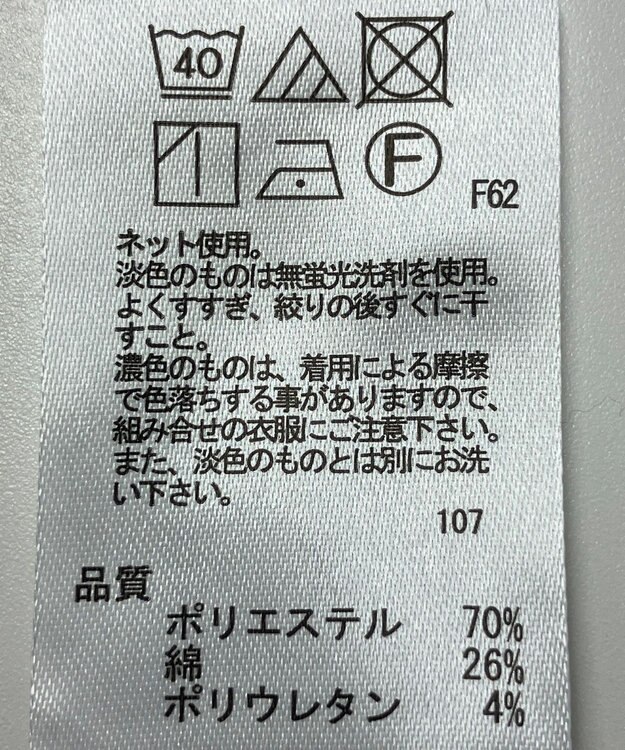 40
F
F62
ネット使用。
淡色のものは無蛍光洗剤を使用。
よくすすぎ、絞りの後すぐに干
すこと。
濃色のものは、着用による摩擦
で色落ちする事がありますので、
組み合せの衣服にご注意下さい。
また、淡色のものとは別にお洗
い下さい。
107
品質
ポリエステル 70%
綿 26%
ポリウレタン 4%